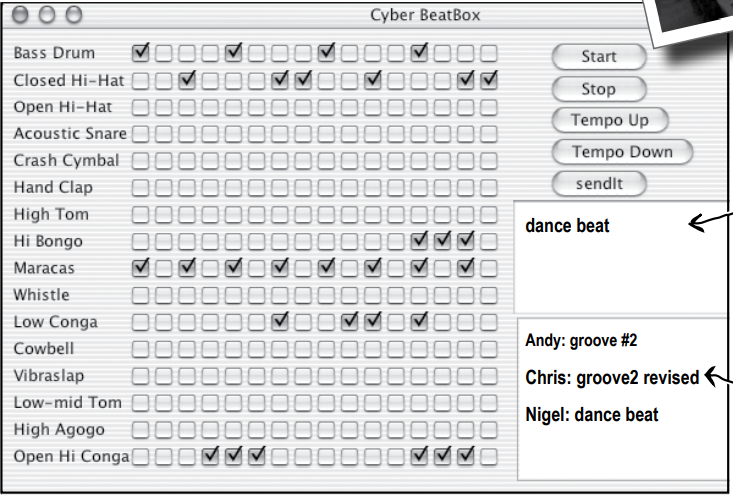 Cyber BeatBox
Bass Drum
Closed Hi-Hat
Open Hi-Hat
Acoustic Snare
Crash Cymbal
Hand Clap
High Tom
Hi Bongo
Maracas
Whistle
Low Conga
Cowbell
Vibraslap
Low-mid Tom
High Agogo
Open Hi Conga
Start
Stop
Tempo Up
Tempo Down
sendIt
dance beat
Andy: groove #2
Chris: groove2 revised
Nigel: dance beat